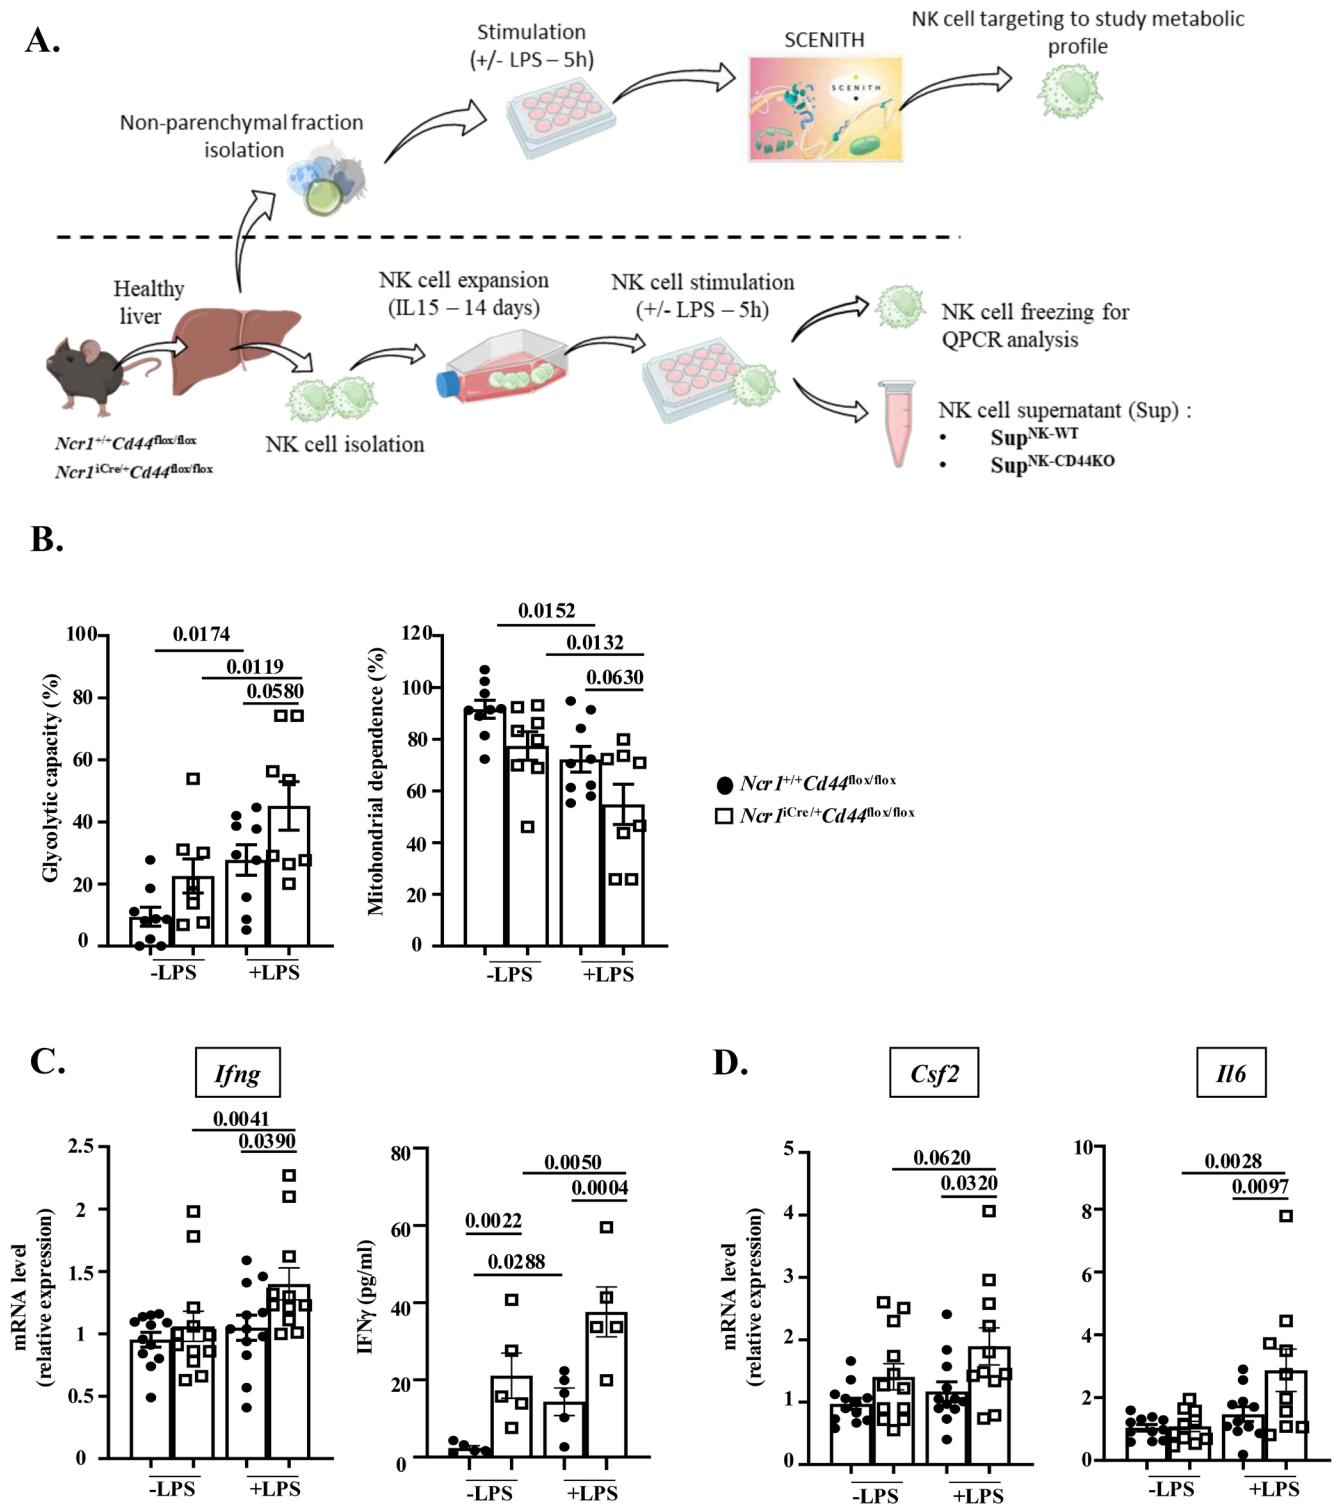 A.
Stimulation
(+/- LPS – 5h)
SCENITH
NK cell targeting to study metabolic
profile
SCENITH
Non-parenchymal fraction
isolation
Healthy
liver
NK cell expansion
(IL15 – 14 days)
NK cell stimulation
(+/- LPS – 5h)
NK cell freezing for
QPCR analysis
NK cell supernatant (Sup) :
• Sup^NK-WT
• Sup^NK-CD44KO
NK cell isolation
Ncr1^+/+Cd44^flox/flox
Ncr1^iCre/+Cd44^flox/flox
B.
Glycolytic capacity (%)
100
80
60
40
20
0
0.0174
0.0119
0.0580
-LPS
+LPS
Mitohondrial dependence (%)
120
100
80
60
40
20
0
0.0152
0.0132
0.0630
-LPS
+LPS
Ncr1^+/+Cd44^flox/flox
Ncr1^iCre/+Cd44^flox/flox
C.
Ifng
mRNA level
(relative expression)
2.5
2
1.5
1
0.5
0
0.0041
0.0390
-LPS
+LPS
IFNγ (pg/ml)
80
60
40
20
0
0.0050
0.0004
0.0022
0.0288
-LPS
+LPS
D.
Csf2
mRNA level
(relative expression)
5
4
3
2
1
0
0.0620
0.0320
-LPS
+LPS
Il6
10
8
6
4
2
0
0.0028
0.0097
-LPS
+LPS